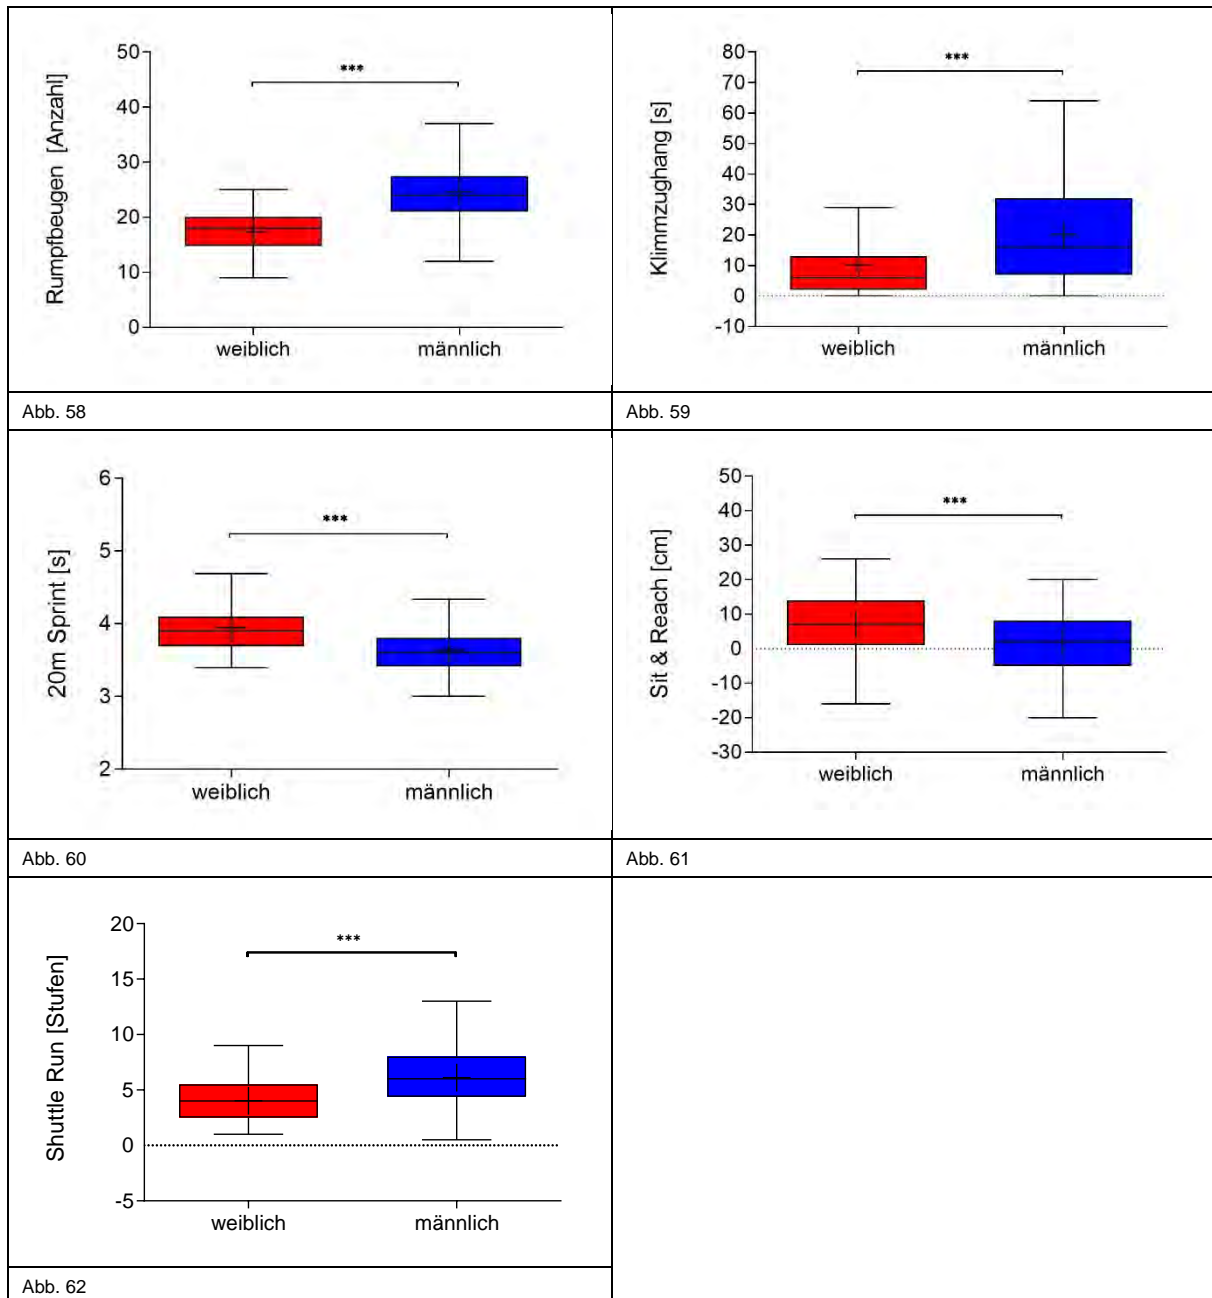 50
40
30
20
10
0
Rumpfbeugen [Anzahl]
***
weiblich
männlich
Abb. 58
80
70
60
50
40
30
20
10
0
-10
Klimmzughang [s]
***
weiblich
männlich
Abb. 59
6
5
4
3
2
20m Sprint [s]
***
weiblich
männlich
Abb. 60
50
40
30
20
10
0
-10
-20
-30
Sit & Reach [cm]
***
weiblich
männlich
Abb. 61
20
15
10
5
0
-5
Shuttle Run [Stufen]
***
weiblich
männlich
Abb. 62